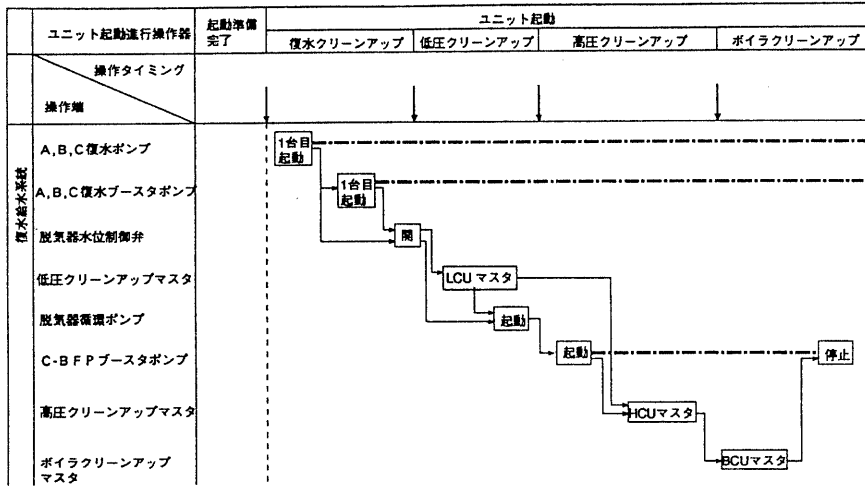 ユニット起動進行操作器
起動準備
完了
ユニット起動
復水クリーンアップ
低圧クリーンアップ
高圧クリーンアップ
ボイラクリーンアップ
操作タイミング
操作端
復水給水系統
A,B,C復水ポンプ
1台目
起動
A,B,C復水ブースタポンプ
1台目
起動
脱気器水位制御弁
開
低圧クリーンアップマスタ
LCUマスタ
脱気器循環ポンプ
起動
C-BFPブースタポンプ
起動
停止
高圧クリーンアップマスタ
HCUマスタ
ボイラクリーンアップ
マスタ
BCUマスタ